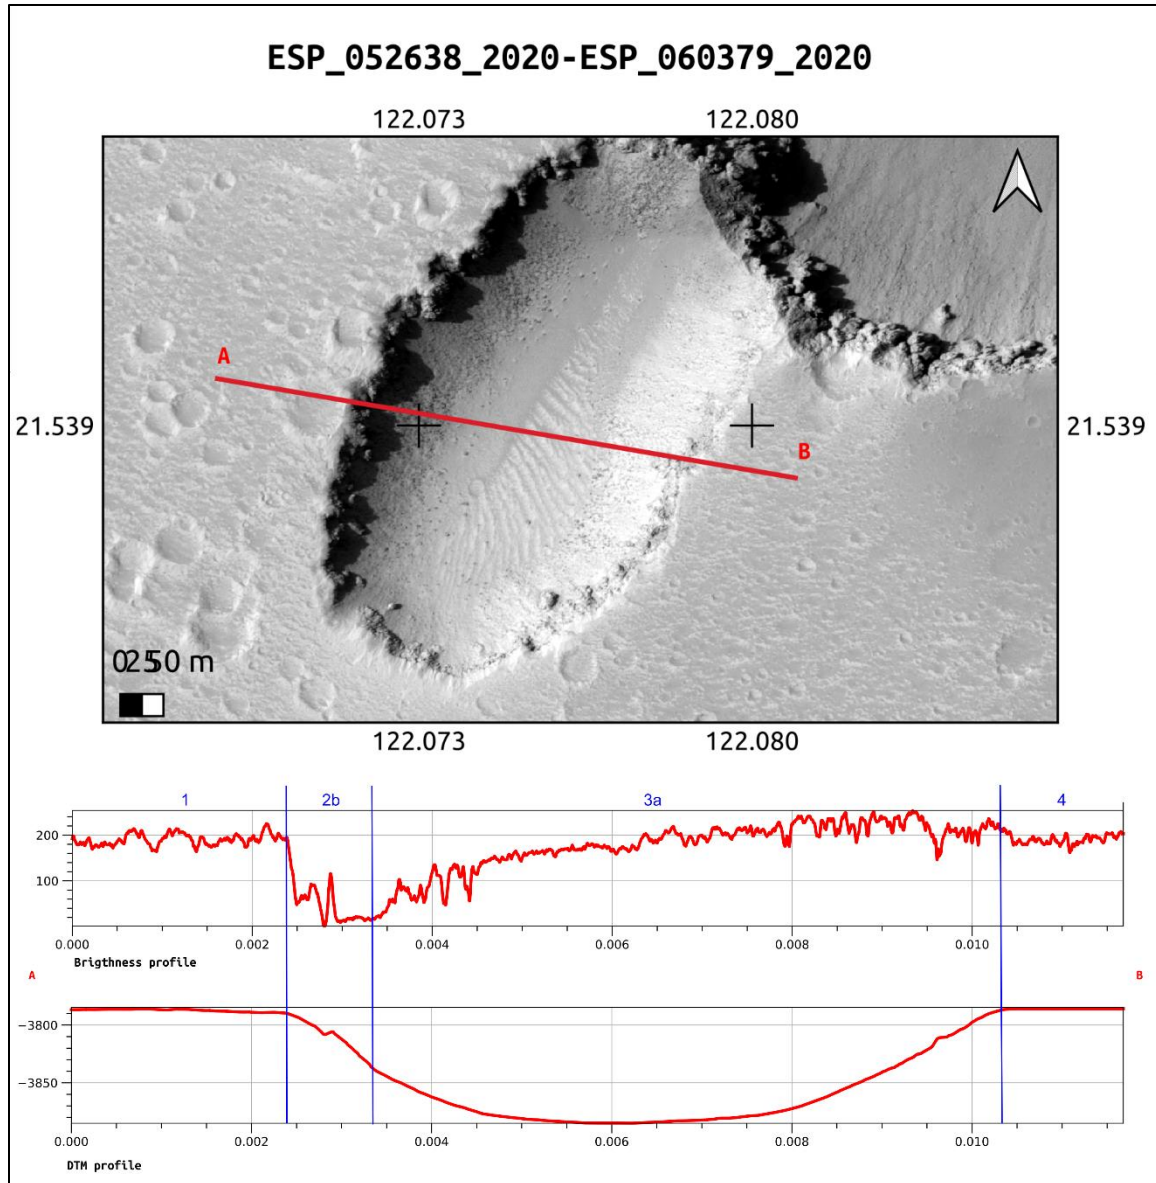 ESP_052638_2020-ESP_060379_2020
122.073 122.080
A
21.539 21.539
B
0 250 m
122.073 122.080
1 2b 3a 4
200
100
0.000 0.002 0.004 0.006 0.008 0.010
Brigthness profile
A B
−3800
−3850
0.000 0.002 0.004 0.006 0.008 0.010
DTM profile